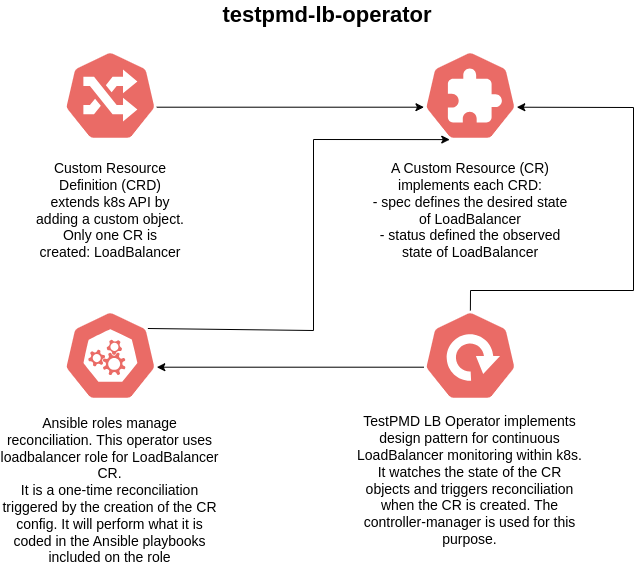 testpmd-lb-operator
Custom Resource
Definition (CRD)
extends k8s API by
adding a custom object.
Only one CR is
created: LoadBalancer
A Custom Resource (CR)
implements each CRD:
- spec defines the desired state
of LoadBalancer
- status defined the observed
state of LoadBalancer
Ansible roles manage
reconciliation. This operator uses
loadbalancer role for LoadBalancer
CR.
It is a one-time reconciliation
triggered by the creation of the CR
config. It will perform what it is
coded in the Ansible playbooks
included on the role
TestPMD LB Operator implements
design pattern for continuous
LoadBalancer monitoring within k8s.
It watches the state of the CR
objects and triggers reconciliation
when the CR is created. The
controller-manager is used for this
purpose.